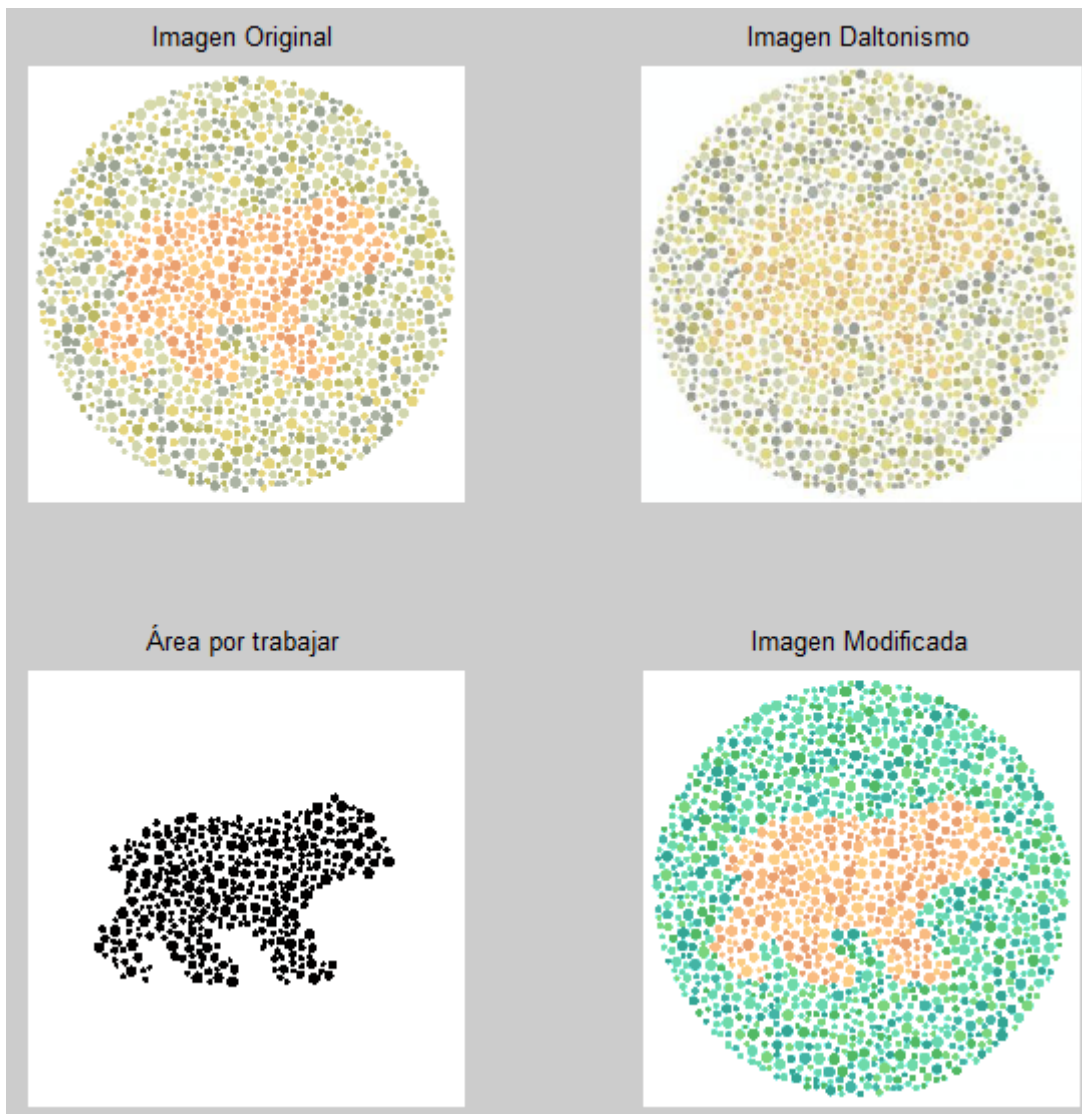 Imagen Original
Imagen Daltonismo
Área por trabajar
Imagen Modificada